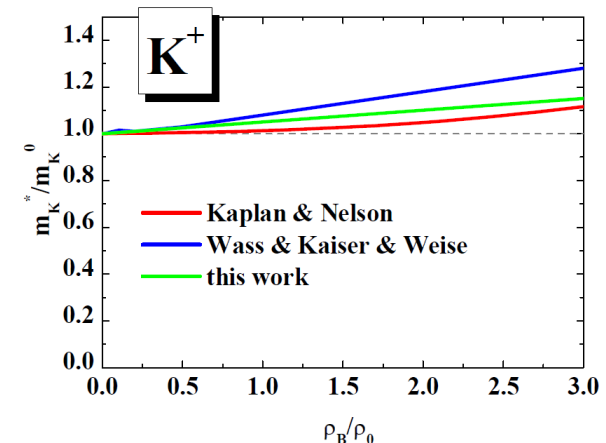 K+
1.4
1.2
1.0
0.8
0.6
0.4
0.2
0.0
mK*/mK0
Kaplan & Nelson
Wass & Kaiser & Weise
this work
0.0 0.5 1.0 1.5 2.0 2.5 3.0
ρB/ρ0